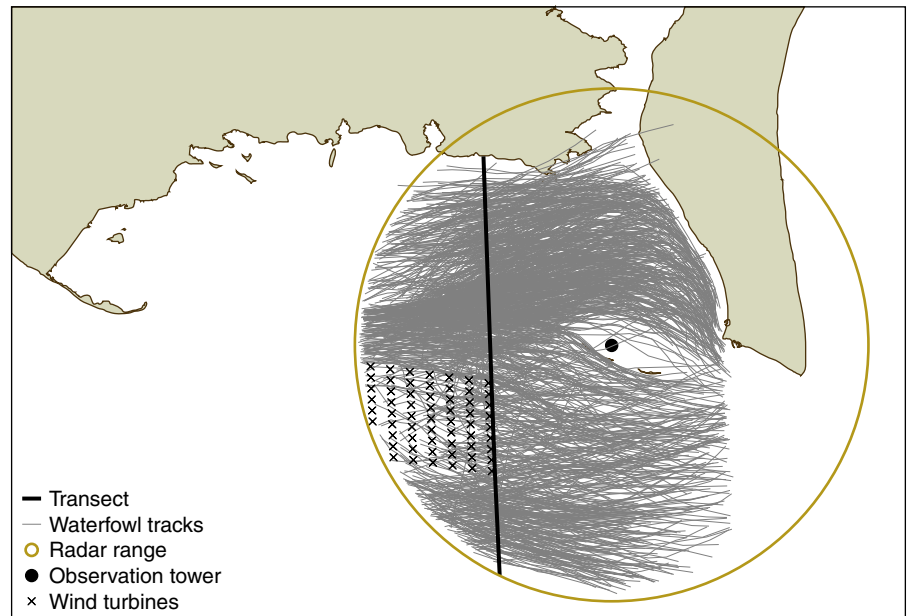 Transect
Waterfowl tracks
Radar range
Observation tower
Wind turbines